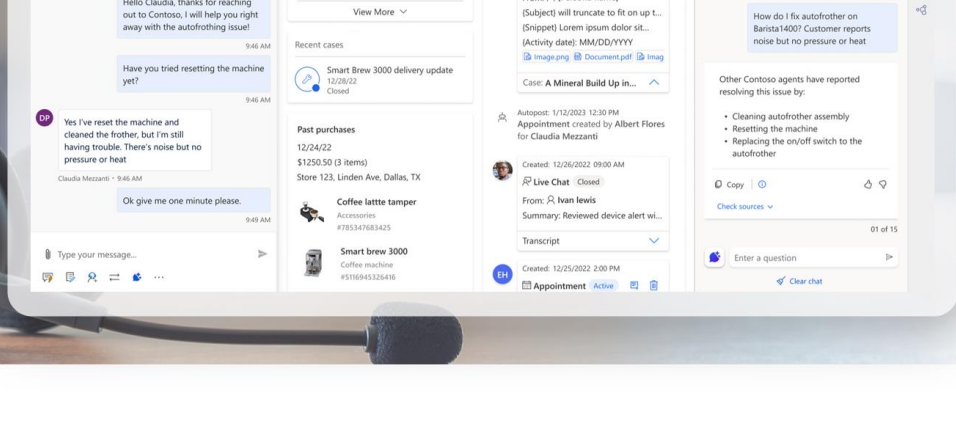 Hello Claudia, thanks for reaching
out to Contoso, I will help you right
away with the autofrothing issue!
9:46 AM
Have you tried resetting the machine
yet?
9:46 AM
DP
Yes I've reset the machine and
cleaned the frother, but I'm still
having trouble. There's noise but no
pressure or heat
Claudia Mezzanti • 9:46 AM
Ok give me one minute please.
9:49 AM
Type your message...
View More
Recent cases
Smart Brew 3000 delivery update
12/28/22
Closed
Past purchases
12/24/22
$1250.50 (3 items)
Store 123, Linden Ave, Dallas, TX
Coffee lattte tamper
Accessories
#785347683425
Smart brew 3000
Coffee machine
#5116945326416
{Subject} will truncate to fit on up t...
{Snippet} Lorem ipsum dolor sit...
{Activity date): MM/DD/YYYY
Image.png Document.pdf Imag
Case: A Mineral Build Up in...
Autopost: 1/12/2023 12:30 PM
Appointment created by Albert Flores
for Claudia Mezzanti
Created: 12/26/2022 09:00 AM
Live Chat Closed
From: Ivan lewis
Summary: Reviewed device alert wi...
Transcript
EH
Created: 12/25/2022 2:00 PM
Appointment Active
How do I fix autofrother on
Barista1400? Customer reports
noise but no pressure or heat
Other Contoso agents have reported
resolving this issue by:
• Cleaning autofrother assembly
• Resetting the machine
• Replacing the on/off switch to the
autofrother
Copy
Check sources
01 of 15
Enter a question
Clear chat